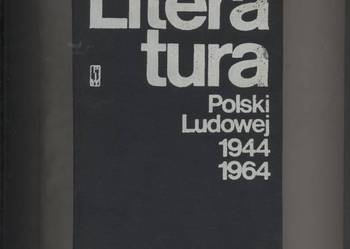 Litera
tura
Polski
Ludowej
1944
1964